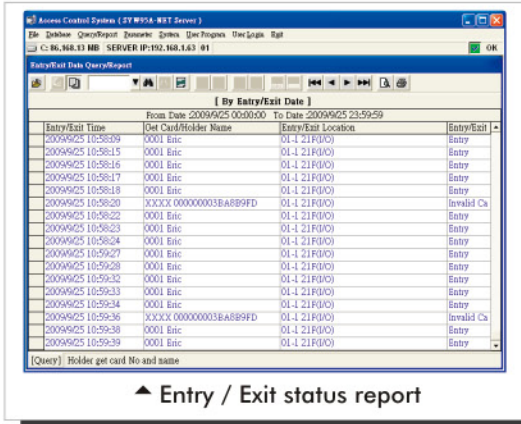 Access Control System ( SYW95A-NET Server )
File Database Query/Report Parameter System User Program User Login Exit
C: 86,168.13 MB SERVER IP:192.168.1.63 01 OK
Entry/Exit Data Query/Report
[ By Entry/Exit Date ]
From Date :2009/9/25 00:00:00 To Date :2009/9/25 23:59:59
Entry/Exit Time Get Card/Holder Name Entry/Exit Location Entry/Exit
2009/9/25 10:58:09 0001 Eric 01-1 21F(I/O) Entry
2009/9/25 10:58:15 0001 Eric 01-1 21F(I/O) Entry
2009/9/25 10:58:16 0001 Eric 01-1 21F(I/O) Entry
2009/9/25 10:58:17 0001 Eric 01-1 21F(I/O) Entry
2009/9/25 10:58:18 0001 Eric 01-1 21F(I/O) Entry
2009/9/25 10:58:20 XXXX 000000003BA8B9FD 01-1 21F(I/O) Invalid Ca
2009/9/25 10:58:22 0001 Eric 01-1 21F(I/O) Entry
2009/9/25 10:58:23 0001 Eric 01-1 21F(I/O) Entry
2009/9/25 10:58:24 0001 Eric 01-1 21F(I/O) Entry
2009/9/25 10:59:27 0001 Eric 01-1 21F(I/O) Entry
2009/9/25 10:59:28 0001 Eric 01-1 21F(I/O) Entry
2009/9/25 10:59:32 0001 Eric 01-1 21F(I/O) Entry
2009/9/25 10:59:33 0001 Eric 01-1 21F(I/O) Entry
2009/9/25 10:59:34 0001 Eric 01-1 21F(I/O) Entry
2009/9/25 10:59:36 XXXX 000000003BA8B9FD 01-1 21F(I/O) Invalid Ca
2009/9/25 10:59:38 0001 Eric 01-1 21F(I/O) Entry
2009/9/25 10:59:39 0001 Eric 01-1 21F(I/O) Entry
[Query] Holder get card No and name
Entry / Exit status report